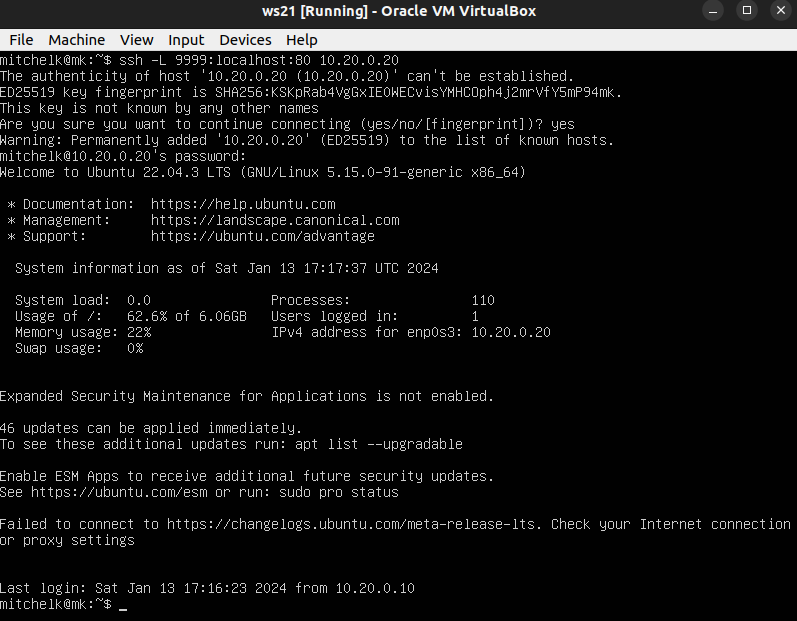 ws21 [Running] - Oracle VM VirtualBox
File Machine View Input Devices Help
mitchelk@mk:~$ ssh -L 9999:localhost:80 10.20.0.20
The authenticity of host '10.20.0.20 (10.20.0.20)' can't be established.
ED25519 key fingerprint is SHA256:KSKpRab4VgGxIE0WECvisYMHCOph4j2mrVfY5mP94mk.
This key is not known by any other names
Are you sure you want to continue connecting (yes/no/[fingerprint])? yes
Warning: Permanently added '10.20.0.20' (ED25519) to the list of known hosts.
mitchelk@10.20.0.20's password:
Welcome to Ubuntu 22.04.3 LTS (GNU/Linux 5.15.0-91-generic x86_64)
* Documentation: https://help.ubuntu.com
* Management: https://landscape.canonical.com
* Support: https://ubuntu.com/advantage
System information as of Sat Jan 13 17:17:37 UTC 2024
System load: 0.0 Processes: 110
Usage of /: 62.6% of 6.06GB Users logged in: 1
Memory usage: 22% IPv4 address for enp0s3: 10.20.0.20
Swap usage: 0%
Expanded Security Maintenance for Applications is not enabled.
46 updates can be applied immediately.
To see these additional updates run: apt list --upgradable
Enable ESM Apps to receive additional future security updates.
See https://ubuntu.com/esm or run: sudo pro status
Failed to connect to https://changelogs.ubuntu.com/meta-release-lts. Check your Internet connection
or proxy settings
Last login: Sat Jan 13 17:16:23 2024 from 10.20.0.10
mitchelk@mk:~$ _